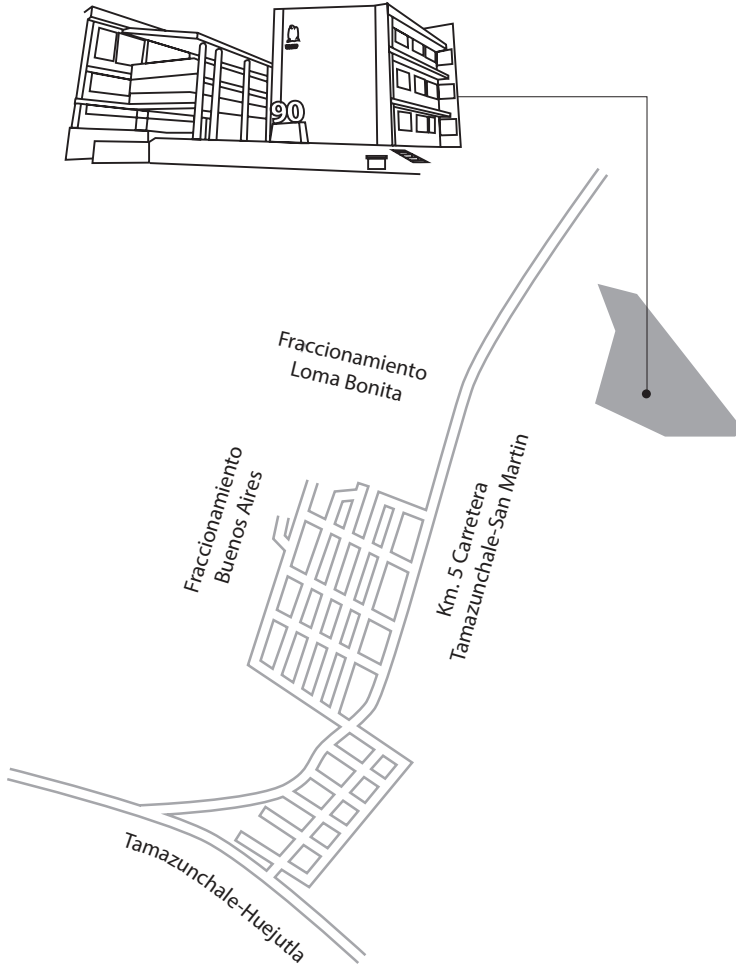 90
Fraccionamiento
Loma Bonita
Fraccionamiento
Buenos Aires
Km. 5 Carretera
Tamazunchale-San Martin
Tamazunchale-Huejutla